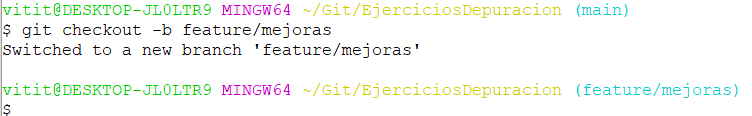 vitit@DESKTOP-JL0LTR9 MINGW64 ~/Git/EjerciciosDepuracion (main)
$ git checkout -b feature/mejoras
Switched to a new branch 'feature/mejoras'
vitit@DESKTOP-JL0LTR9 MINGW64 ~/Git/EjerciciosDepuracion (feature/mejoras)
$